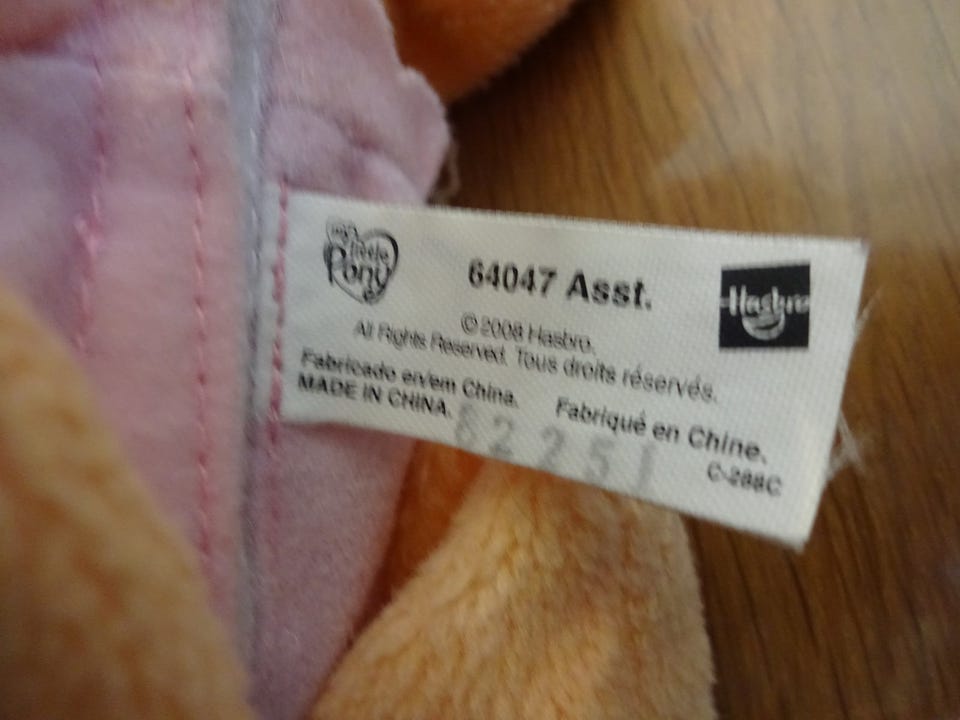 my little Pony
64047 Asst.
Hasbro
© 2008 Hasbro.
All Rights Reserved. Tous droits réservés.
Fabricado en/em China.
MADE IN CHINA.
Fabriqué en Chine.
C-288C
82251